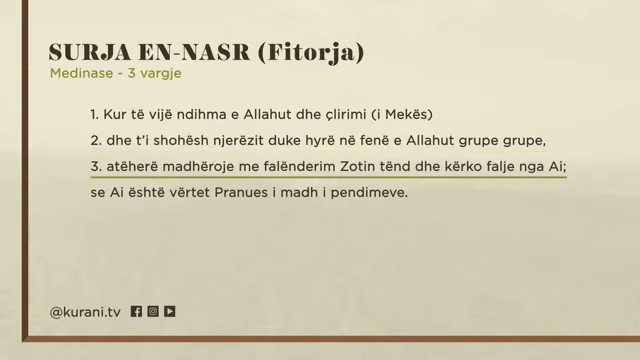 SURJA EN-NASR (Fitorja)
Medinase - 3 vargje
1. Kur të vijë ndihma e Allahut dhe çlirimi (i Mekës)
2. dhe t’i shohësh njerëzit duke hyrë në fenë e Allahut grupe grupe,
3. atëherë madhëroje me falënderim Zotin tënd dhe kërko falje nga Ai;
se Ai është vërtet Pranues i madh i pendimeve.
@kurani.tv